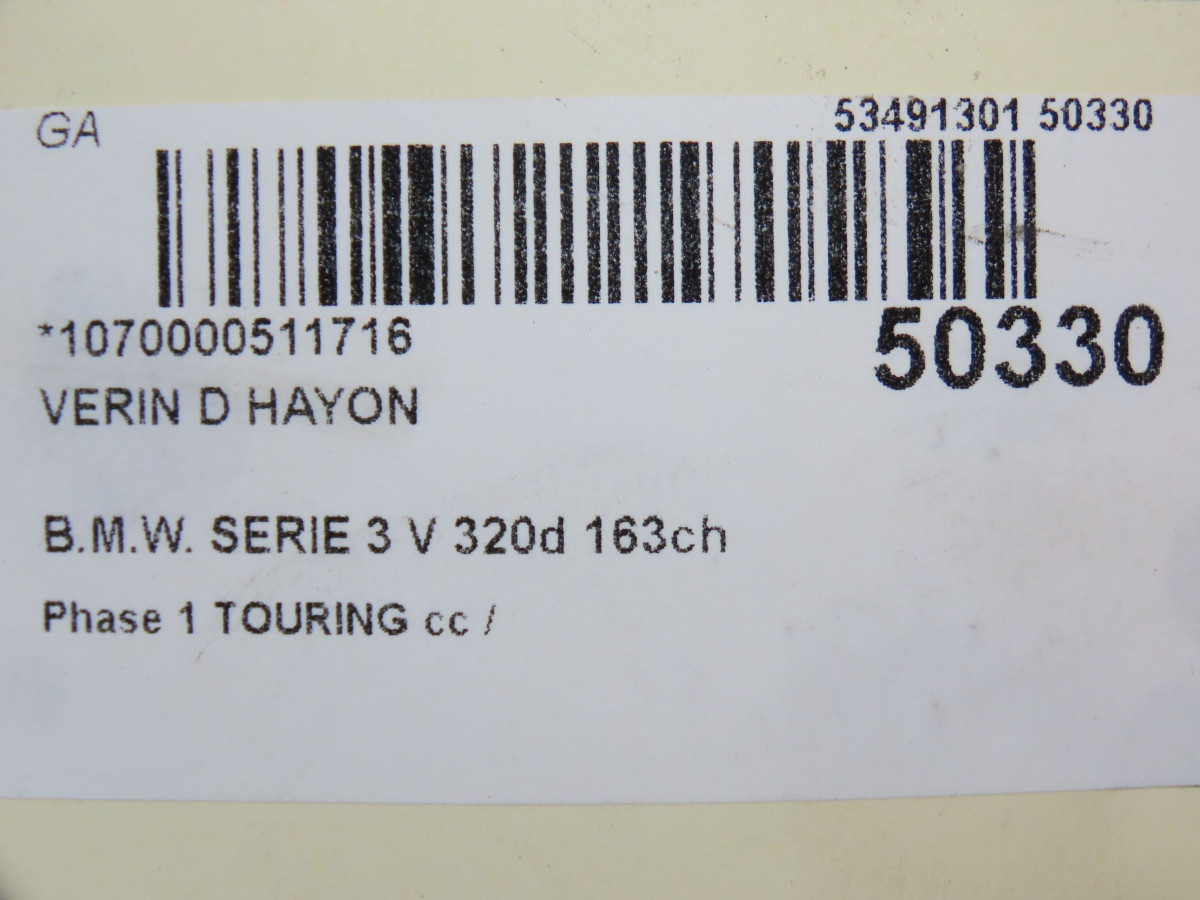 GA
53491301 50330
*1070000511716
50330
VERIN D HAYON
B.M.W. SERIE 3 V 320d 163ch
Phase 1 TOURING cc /